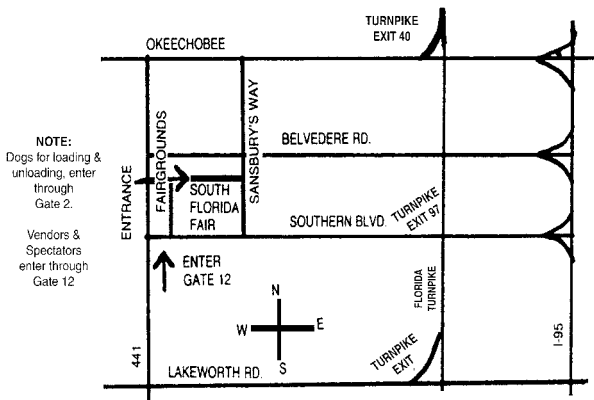 TURNPIKE
EXIT 40
OKEECHOBEE
NOTE:
Dogs for loading &
unloading, enter
through
Gate 2.
Vendors &
Spectators
enter through
Gate 12
ENTRANCE
FAIRGROUNDS
SANSBURY'S WAY
BELVEDERE RD.
SOUTH
FLORIDA
FAIR
SOUTHERN BLVD.
TURNPIKE
EXIT 97
ENTER
GATE 12
N
W
E
S
FLORIDA
TURNPIKE
I-95
441
LAKEWORTH RD.
TURNPIKE
EXIT